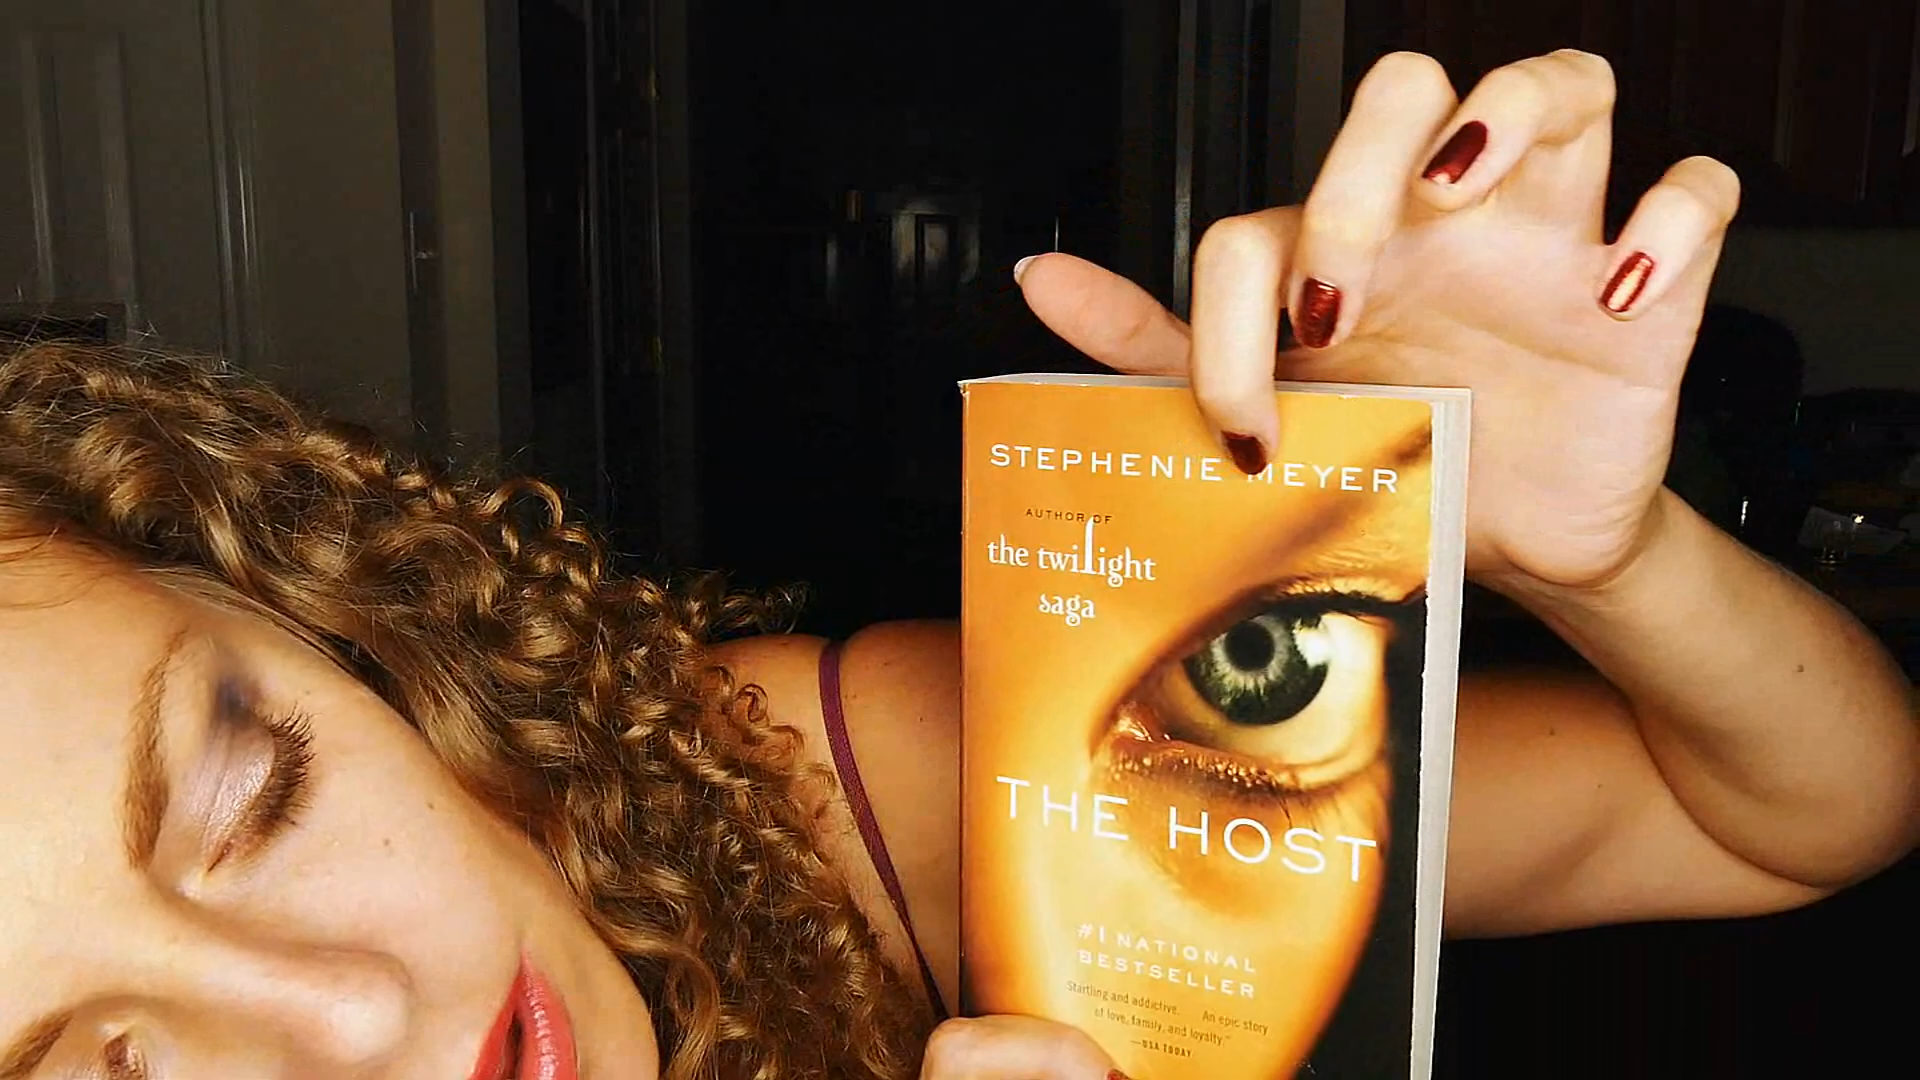 STEPHENIE MEYER
AUTHOR OF
the twilight
saga
THE HOST
#1 NATIONAL
BESTSELLER
Startling and addictive. An epic story
of love, family, and loyalty."
—USA TODAY